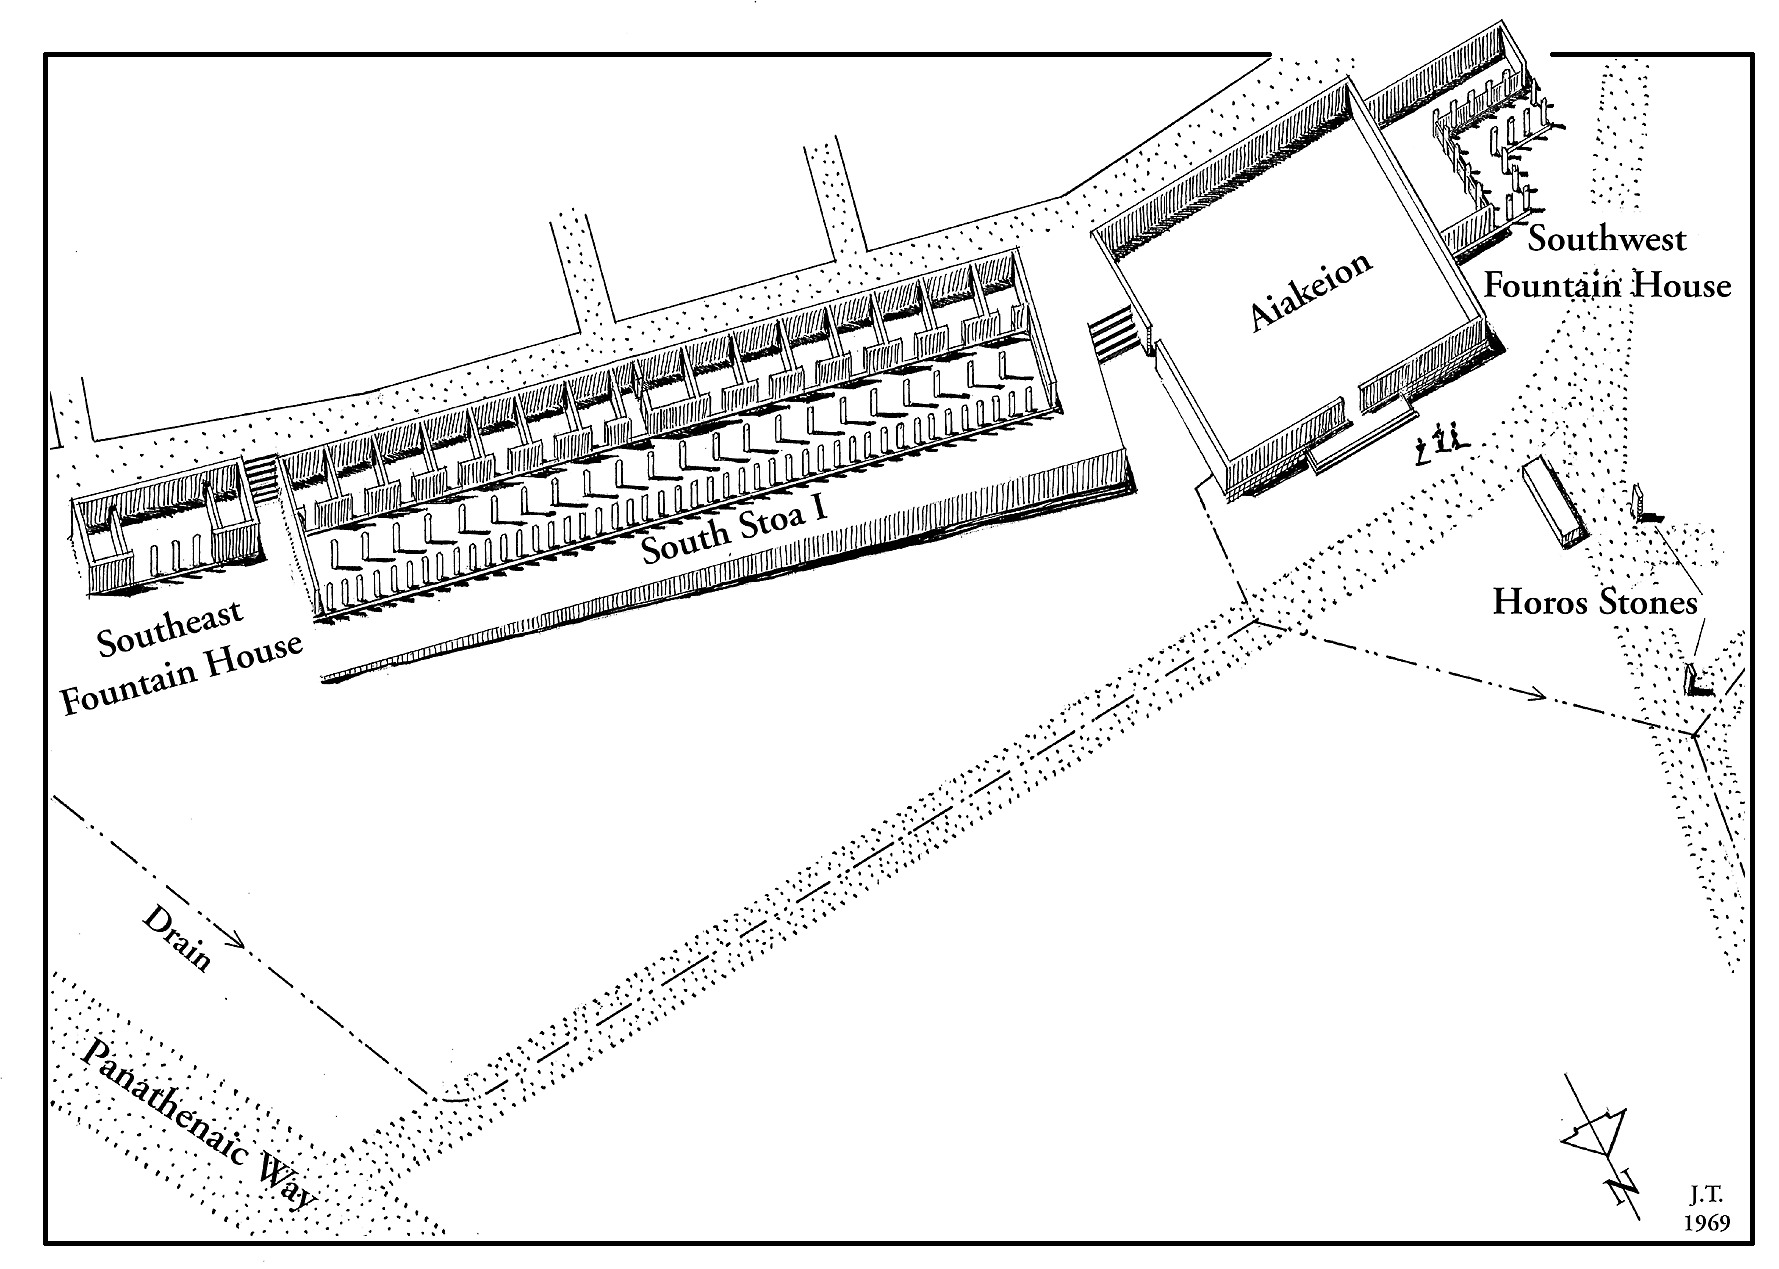 Southwest
Fountain House
Aiakeion
South Stoa I
Southeast
Fountain House
Horos Stones
Drain
Panathenaic Way
N
J.T.
1969